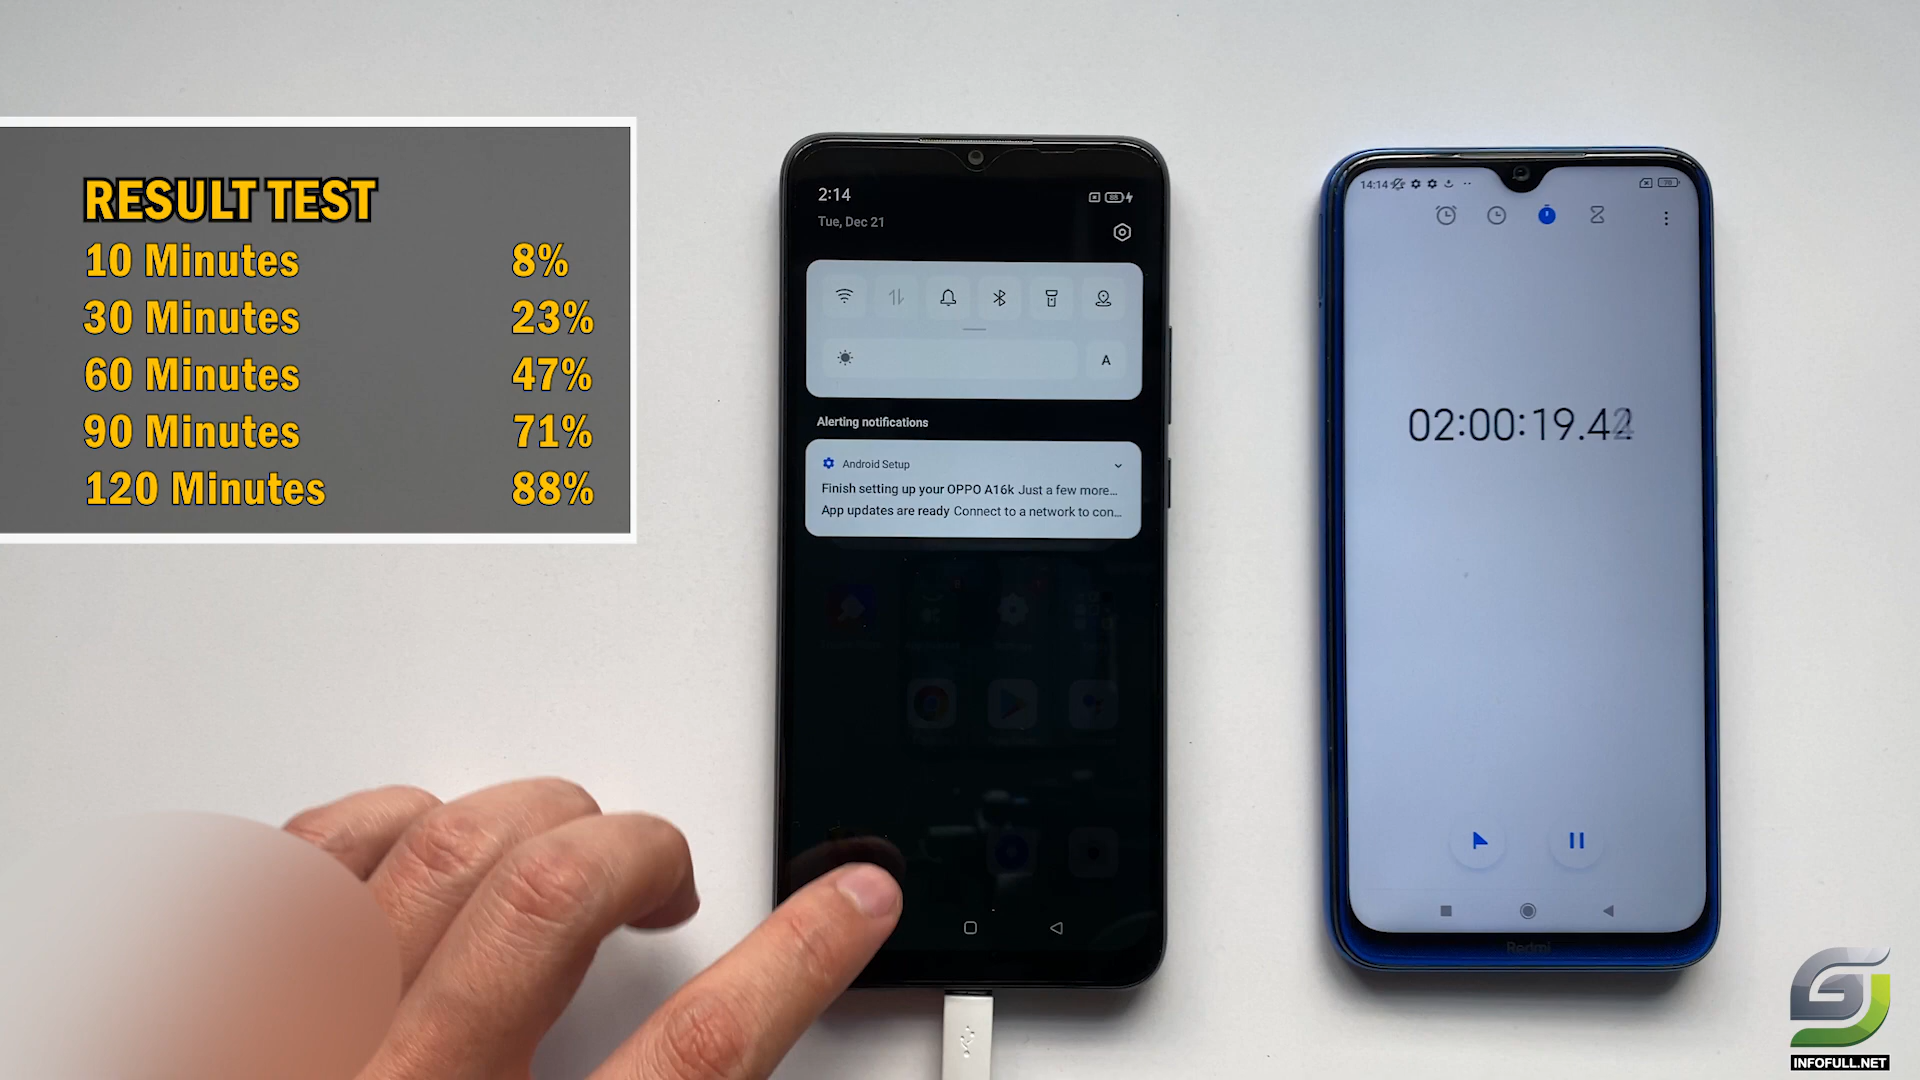 RESULT TEST
10 Minutes 8%
30 Minutes 23%
60 Minutes 47%
90 Minutes 71%
120 Minutes 88%
2:14
Tue, Dec 21
A
Alerting notifications
Android Setup
Finish setting up your OPPO A16k Just a few more...
App updates are ready Connect to a network to con...
14:14
02:00:19.42
Redmi
INFOFULL.NET